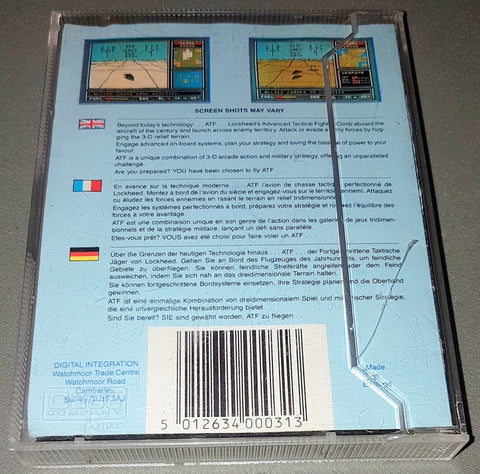 SCREEN SHOTS MAY VARY
Beyond today's technology . . . ATF . . . Lockheed's Advanced Tactical Fighter. Climb aboard the
aircraft of the century and launch across enemy territory. Attack or evade enemy forces by hug-
ging the 3-D relief terrain.
Engage advanced on-board systems, plan your strategy and swing the balance of power to your
favour.
ATF is a unique combination of 3-D arcade action and military strategy, offering an unparalleled
challenge.
Are you prepared? YOU have been chosen to fly ATF . . .
En avance sur la technique moderne . . . ATF l'avion de chasse tactique perfectionné de
Lockheed. Montez à bord de l'avion du siècle et engagez-vous sur le territoire ennemi. Attaquez
ou éludez les forces ennemies en rasant le terrain en relief tridimensionnel.
Engagez les systèmes perfectionnés à bord, préparez votre stratégie et rompez l'équilibre des
forces à votre avantage.
ATF est une combinaison unique en son genre de l'action dans les galeries de jeux tridimen-
sionnels et de la stratégie militaire, lançant un défi sans parallèle.
Etes-vous prêt? VOUS avez été choisi pour faire voler un ATF . . .
Über die Grenzen der heutigen Technologie hinaus . . . ATF . . . der Fortgeschrittene Taktische
Jäger von Lockheed. Gehen Sie an Bord des Flugzeuges des Jahrhunderts, um feindliche
Gebiete zu überfliegen. Sie können feindliche Streitkräfte angreifen oder dem Feind
ausweichen, indem Sie sich nah an das dreidimensionale Terrain halten.
Sie können fortgeschrittene Bordsysteme einsetzen, Ihre Strategie planen und die Oberhand
gewinnen.
ATF ist eine einmalige Kombination von dreidimensionalem Spiel und militärischer Strategie,
die eine unvergleichliche Herausforderung bietet.
Sind Sie bereit? SIE sind gewählt worden, ATF zu fliegen . . .
DIGITAL INTEGRATION
Watchmoor Trade Centre
Watchmoor Road
Camberley
Surrey
Made
in
England
5 012634 000313